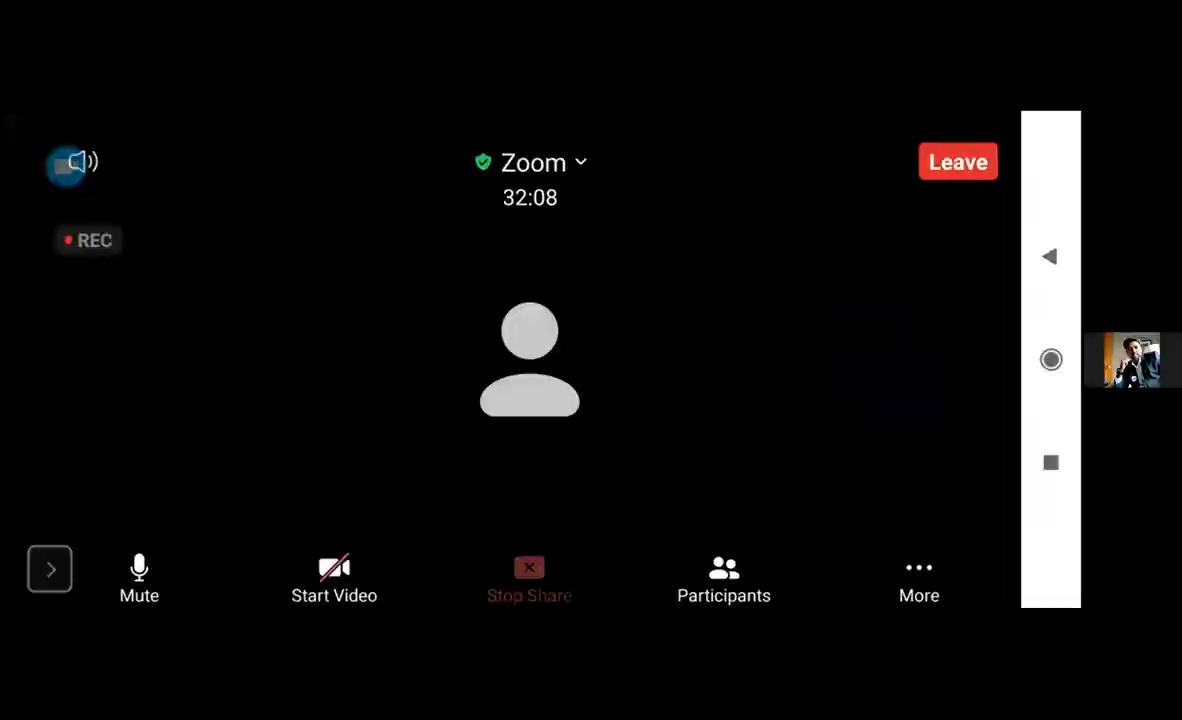 Zoom
Leave
32:08
REC
Mute
Start Video
Stop Share
Participants
More